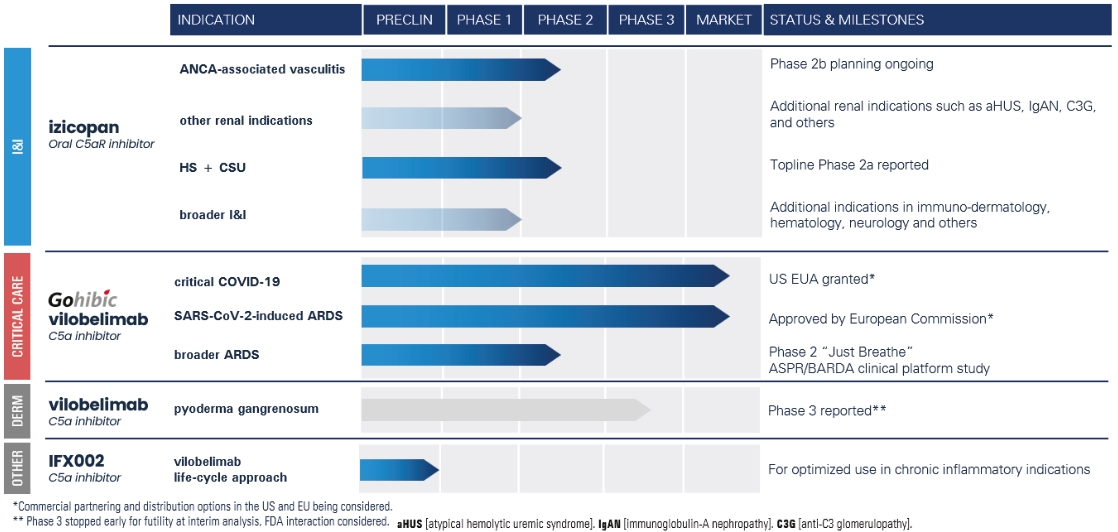 INDICATION PRECLIN PHASE 1 PHASE 2 PHASE 3 MARKET STATUS & MILESTONES
I&I
izicopan
Oral C5aR inhibitor
ANCA-associated vasculitis
Phase 2b planning ongoing
other renal indications
Additional renal indications such as aHUS, IgAN, C3G,
and others
HS + CSU
Topline Phase 2a reported
broader I&I
Additional indications in immuno-dermatology,
hematology, neurology and others
CRITICAL CARE
Gohibic
vilobelimab
C5a inhibitor
critical COVID-19
US EUA granted*
SARS-CoV-2-induced ARDS
Approved by European Commission*
broader ARDS
Phase 2 “Just Breathe”
ASPR/BARDA clinical platform study
DERM
vilobelimab
C5a inhibitor
pyoderma gangrenosum
Phase 3 reported**
OTHER
IFX002
C5a inhibitor
vilobelimab
life-cycle approach
For optimized use in chronic inflammatory indications
*Commercial partnering and distribution options in the US and EU being considered.
** Phase 3 stopped early for futility at interim analysis, FDA interaction considered. aHUS [atypical hemolytic uremic syndrome]. IgAN [immunoglobulin-A nephropathy]. C3G [anti-C3 glomerulopathy].